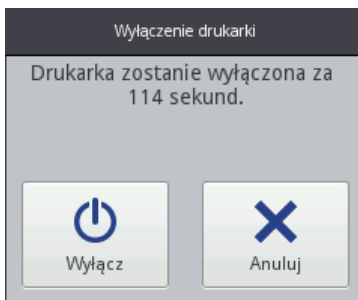 Wyłączenie drukarki
Drukarka zostanie wyłączona za
114 sekund.
Wyłącz
Anuluj